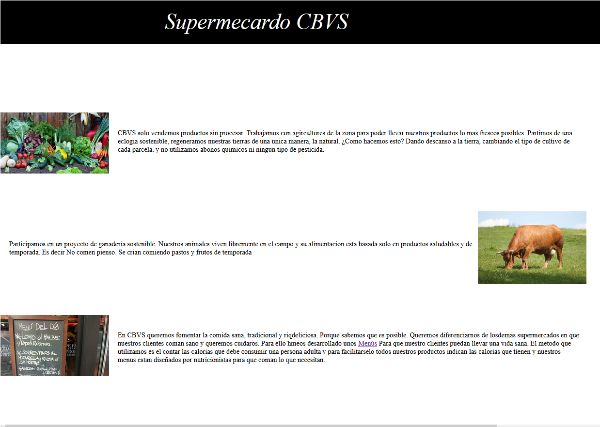 Supermecardo CBVS
CBVS solo vendemos productos sin procesar. Trabajamos con agricultores de la zona para poder llevar nuestros productos lo mas frescos posibles. Partimos de una
eclogia sostenible, regeneramos nuestras tierras de una unica manera, la natural. ¿Como hacemos esto? Dando descanso a la tierra, cambiando el tipo de cultivo de
cada parcela, y no utilizamos abonos quimicos ni ningun tipo de pesticida.
Participamos en un proyecto de ganaderia sostenible. Nuestros animales viven libremente en el campo y su alimentacion esta basada solo en productos saludables y de
temporada. Es decir No comen pienso. Se crian comiendo pastos y frutos de temporada
MENÚ DEL DÍA
En CBVS queremos fomentar la comida sana, tradicional y riqdeliciosa. Porque sabemos que es posible. Queremos diferenciarnos de losdemas supermercados en que
nuestros clientes coman sano y queremos cuidaros. Para ello hmeos desarrollado unos Menús Para que nuestro clientes puedan llevar una vida sana. El metodo que
utilizamos es el contar las calorias que debe consumir una persona adulta y para facilitarselo todos nuestros productos indican las calorias que tienen y nuestros
menus estan diseñados por nutricionistas para que coman lo que necesitan.